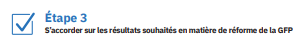 Étape 3
S'accorder sur les résultats souhaités en matière de réforme de la GFP